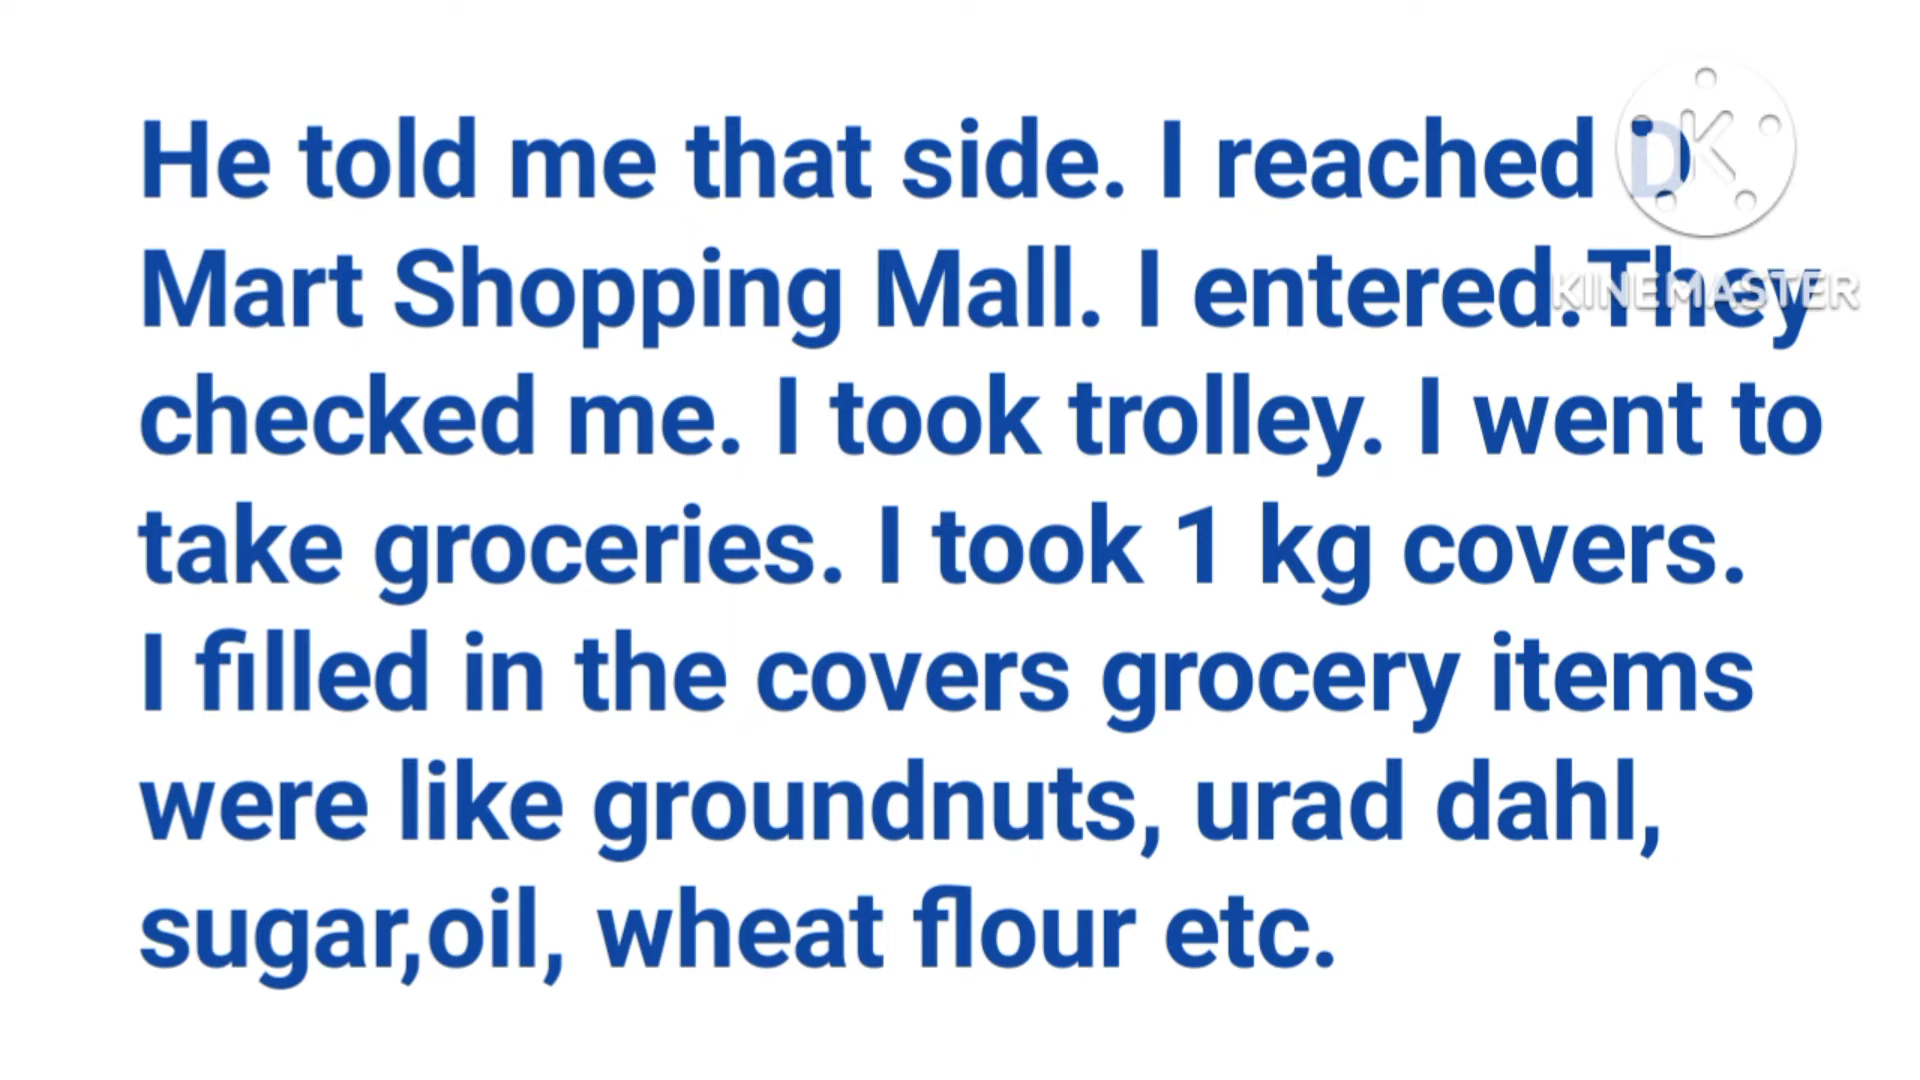 He told me that side. I reached D
Mart Shopping Mall. I entered.They
checked me. I took trolley. I went to
take groceries. I took 1 kg covers.
I filled in the covers grocery items
were like groundnuts, urad dahl,
sugar,oil, wheat flour etc.
K
KINEMASTER